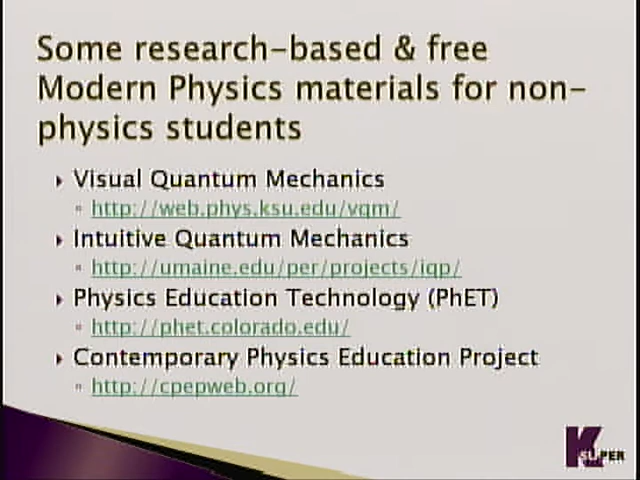 Some research-based & free
Modern Physics materials for non-
physics students
Visual Quantum Mechanics
http://web.phys.ksu.edu/vqm/
Intuitive Quantum Mechanics
http://umaine.edu/per/projects/iqp/
Physics Education Technology (PhET)
http://phet.colorado.edu/
Contemporary Physics Education Project
http://cpepweb.org/
K SUPER